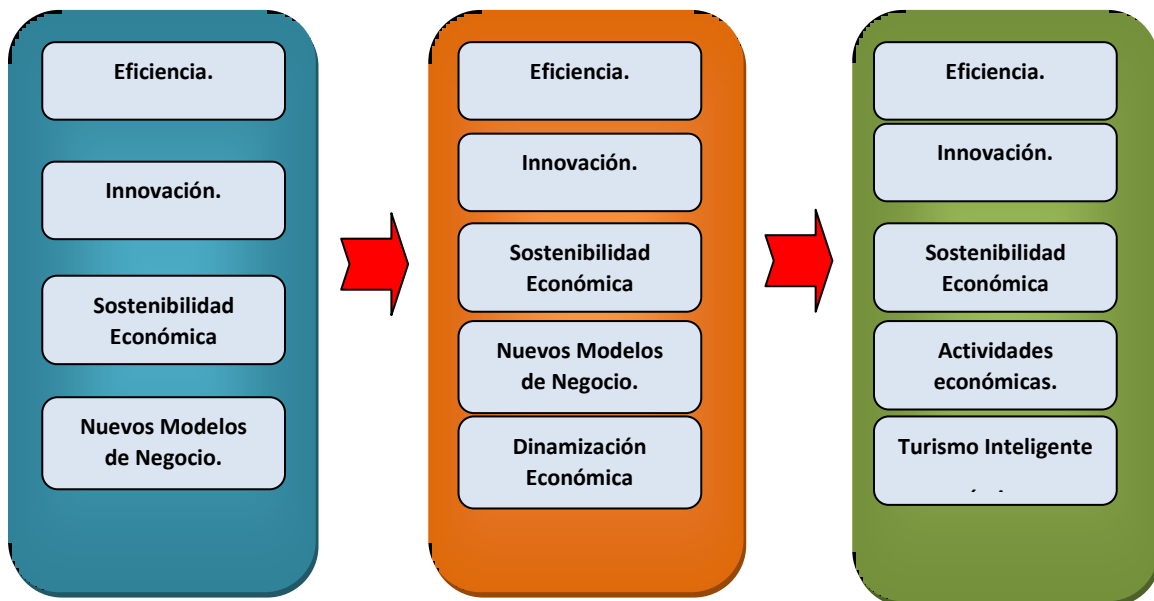 Eficiencia.
Innovación.
Sostenibilidad
Económica
Nuevos Modelos
de Negocio.
Eficiencia.
Innovación.
Sostenibilidad
Económica
Nuevos Modelos
de Negocio.
Dinamización
Económica
Eficiencia.
Innovación.
Sostenibilidad
Económica
Actividades
económicas.
Turismo Inteligente